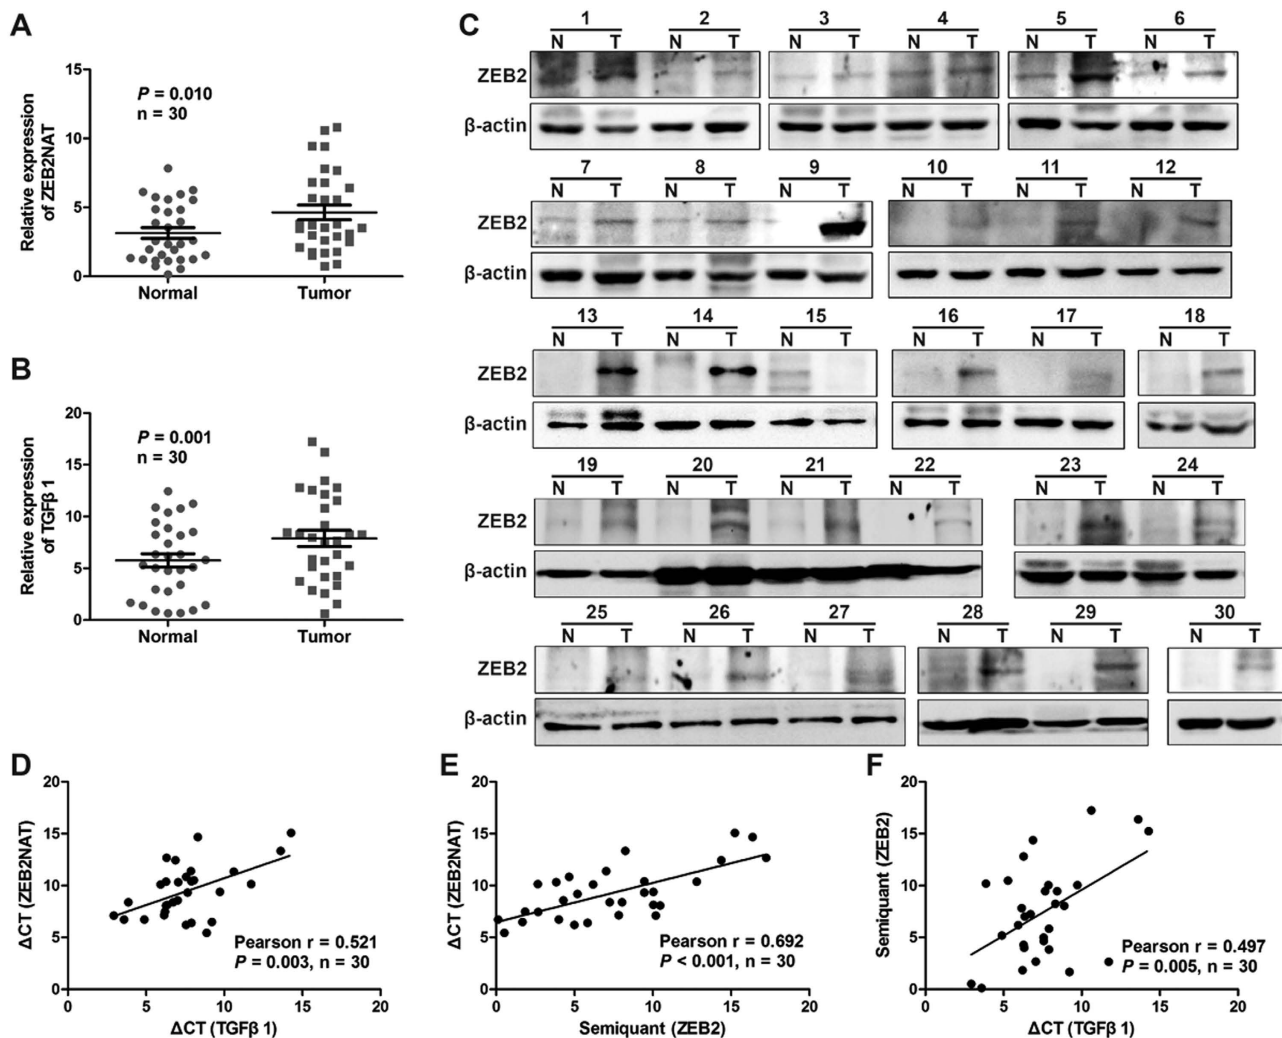 A
Relative expression
of ZEB2NAT
15
10
5
0
P = 0.010
n = 30
Normal
Tumor
B
Relative expression
of TGFβ 1
20
15
10
5
0
P = 0.001
n = 30
Normal
Tumor
C
1 2 3 4 5 6
N T N T N T N T N T N T
ZEB2
β-actin
7 8 9 10 11 12
N T N T N T N T N T N T
ZEB2
β-actin
13 14 15 16 17 18
N T N T N T N T N T N T
ZEB2
β-actin
19 20 21 22 23 24
N T N T N T N T N T N T
ZEB2
β-actin
25 26 27 28 29 30
N T N T N T N T N T N T
ZEB2
β-actin
D
ΔCT (ZEB2NAT)
20
15
10
5
0
Pearson r = 0.521
P = 0.003, n = 30
0 5 10 15 20
ΔCT (TGFβ 1)
E
ΔCT (ZEB2NAT)
20
15
10
5
0
Pearson r = 0.692
P < 0.001, n = 30
0 5 10 15 20
Semiquant (ZEB2)
F
Semiquant (ZEB2)
20
15
10
5
0
Pearson r = 0.497
P = 0.005, n = 30
0 5 10 15 20
ΔCT (TGFβ 1)